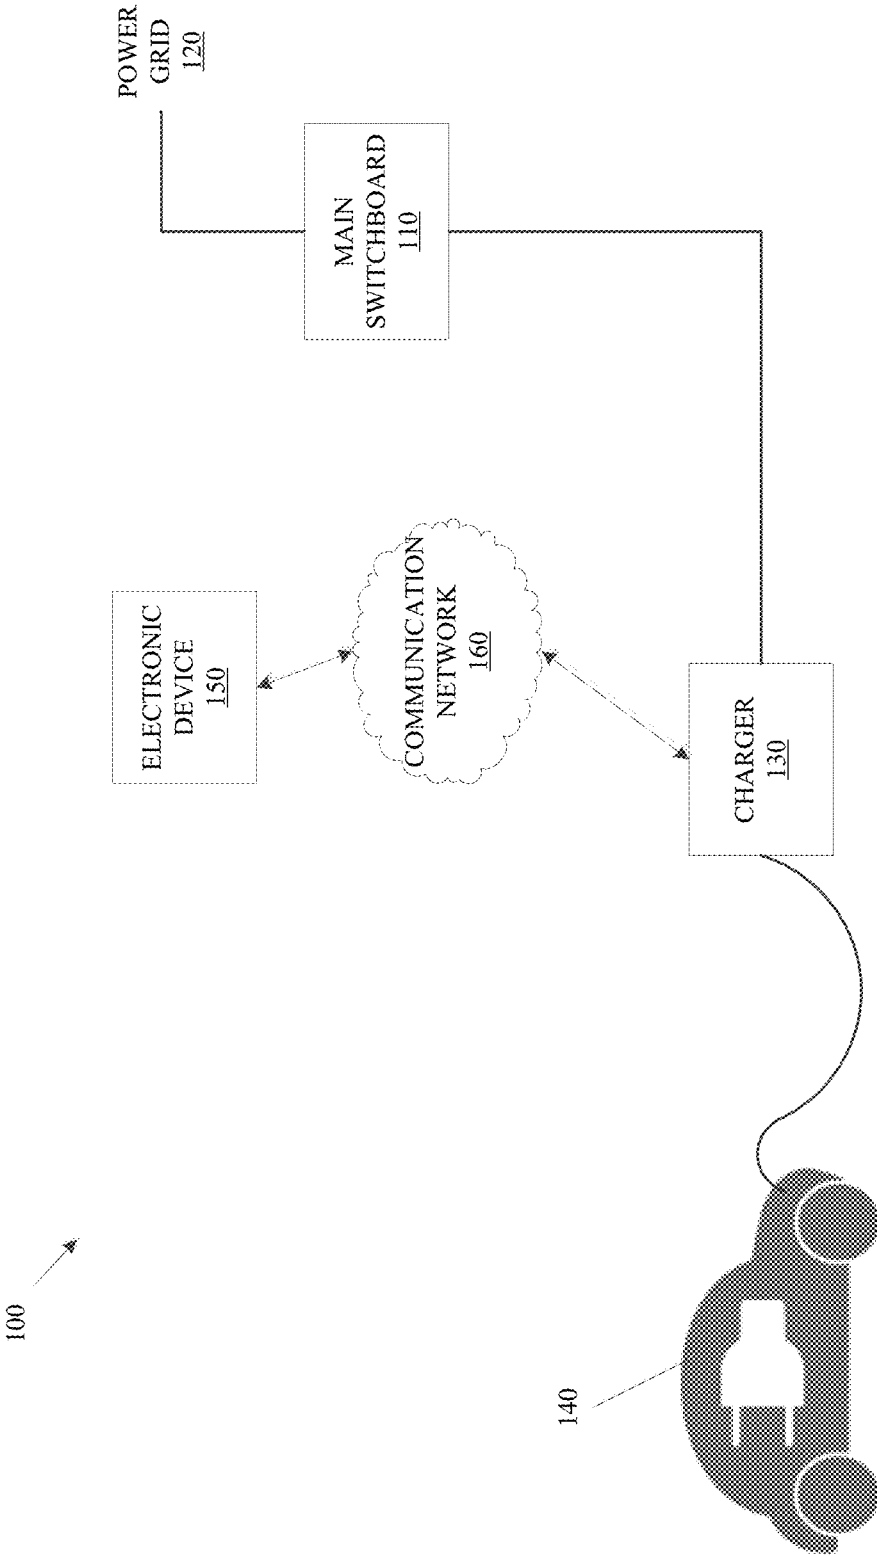 100
140
ELECTRONIC
DEVICE
150
COMMUNICATION
NETWORK
160
CHARGER
130
MAIN
SWITCHBOARD
110
POWER
GRID
120